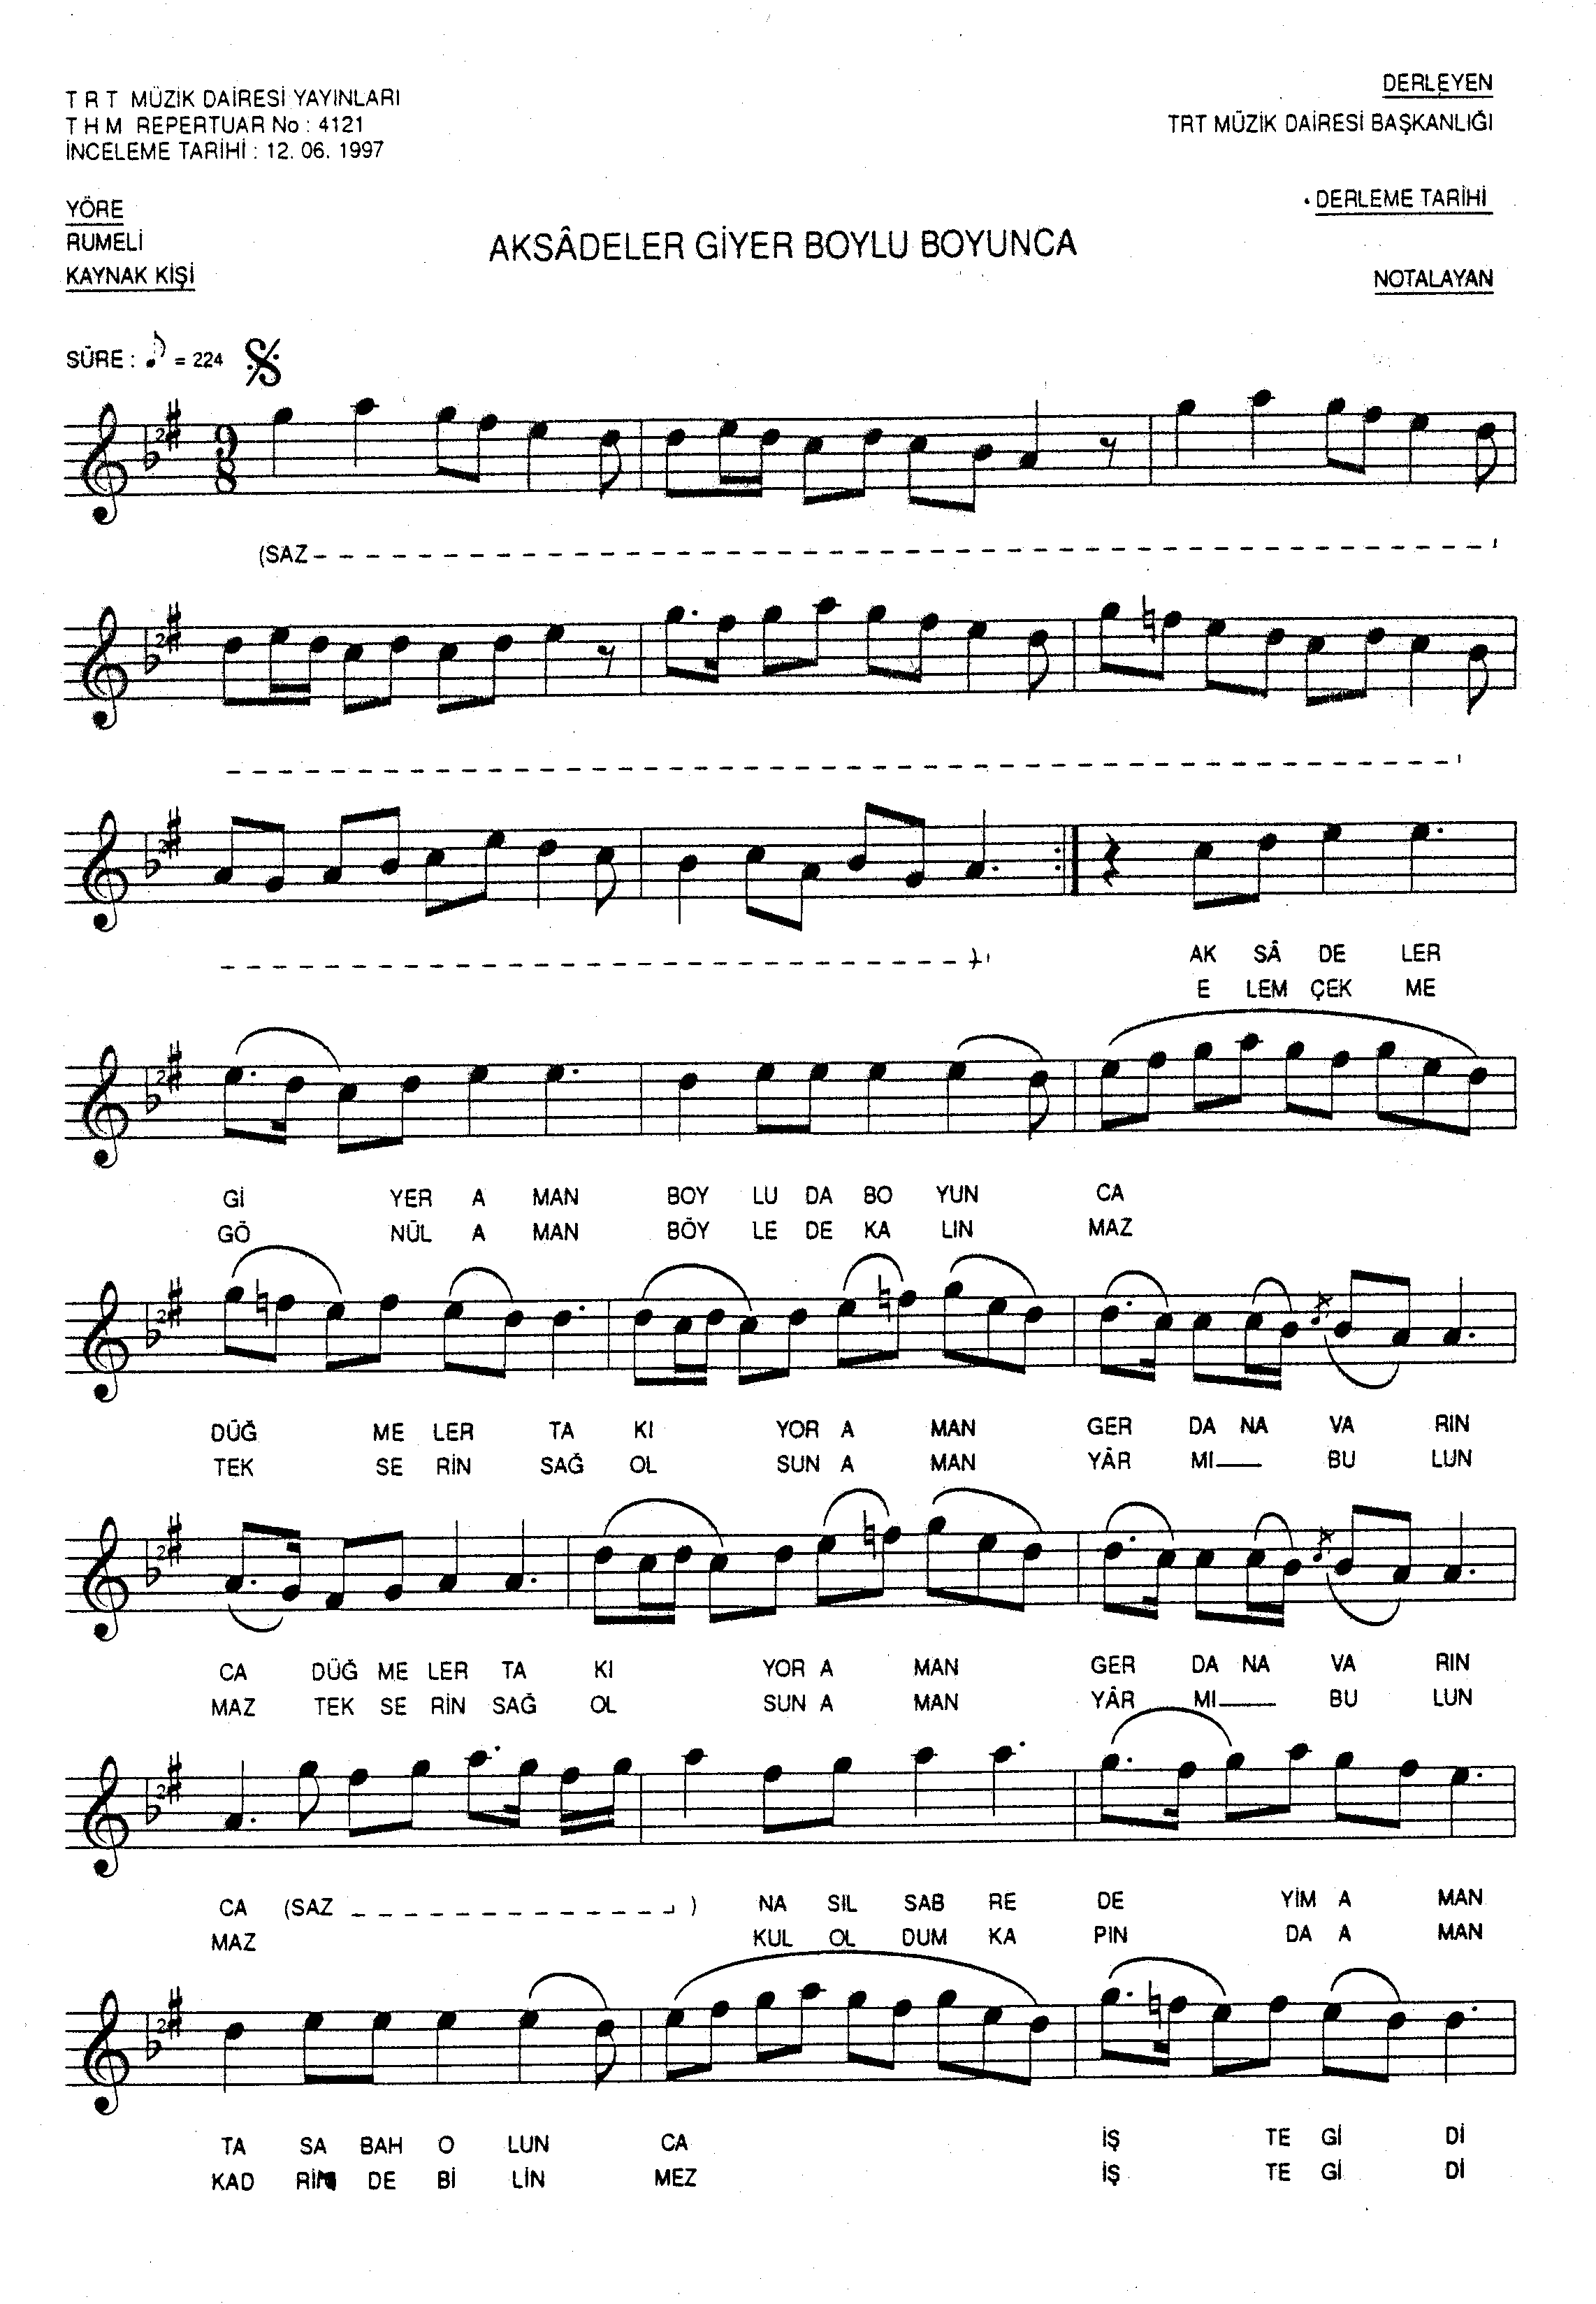 T R T MÜZİK DAİRESİ YAYINLARI
T H M REPERTUAR No : 4121
İNCELEME TARİHİ : 12. 06. 1997
DERLEYEN
TRT MÜZİK DAİRESİ BAŞKANLIĞI
YÖRE
RUMELİ
KAYNAK KİŞİ
DERLEME TARİHİ
AKSÂDELER GİYER BOYLU BOYUNCA
NOTALAYAN
SÜRE : ♪ = 224
(SAZ
AK SÂ DE LER
E LEM ÇEK ME
Gİ YER A MAN BOY LU DA BO YUN CA
GÖ NÜL A MAN BÖY LE DE KA LIN MAZ
DÜĞ ME LER TA KI YOR A MAN GER DA NA VA RIN
TEK SE RİN SAĞ OL SUN A MAN YÂR MI BU LUN
CA DÜĞ ME LER TA KI YOR A MAN GER DA NA VA RIN
MAZ TEK SE RİN SAĞ OL SUN A MAN YÂR MI BU LUN
CA (SAZ ) NA SIL SAB RE DE YİM A MAN
MAZ KUL OL DUM KA PIN DA A MAN
TA SA BAH O LUN CA İŞ TE Gİ Dİ
KAD RİN DE Bİ LİN MEZ İŞ TE Gİ Dİ